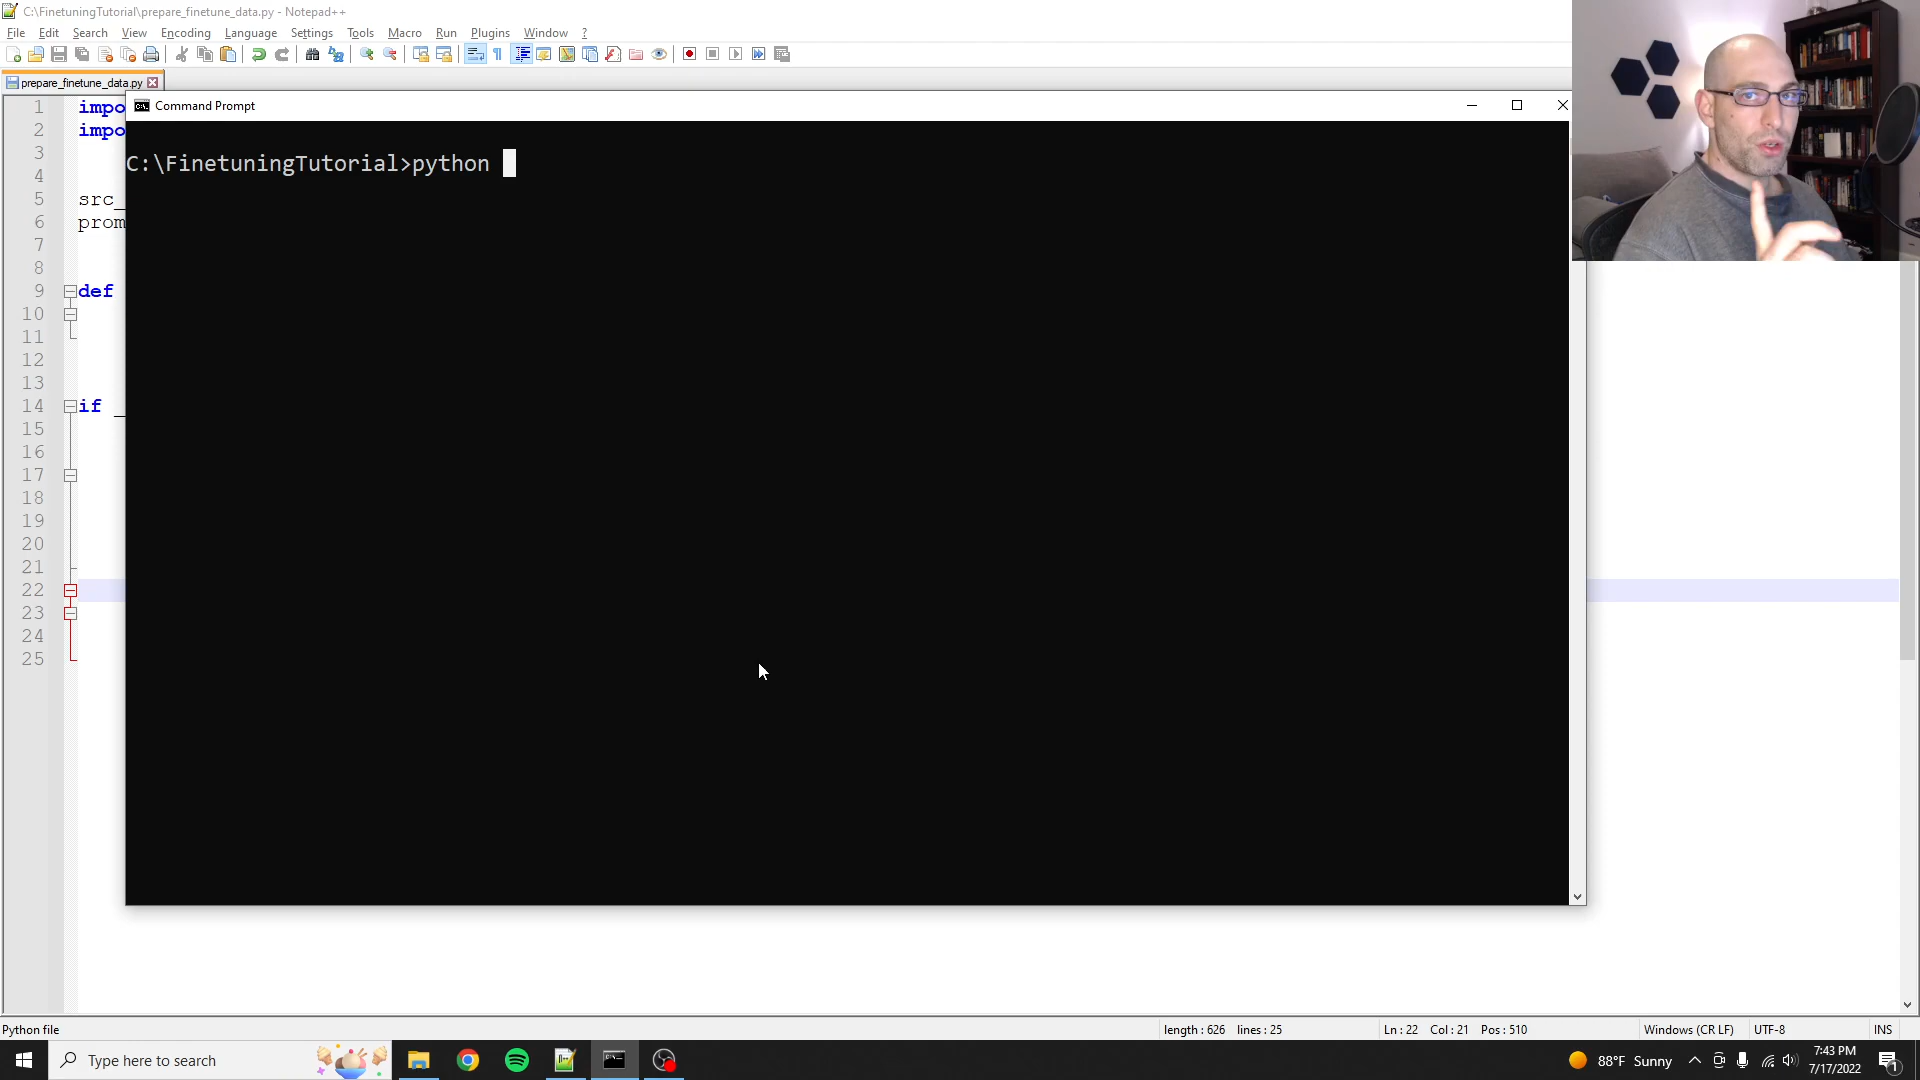 C:\FinetuningTutorial\prepare_finetune_data.py - Notepad++
File Edit Search View Encoding Language Settings Tools Macro Run Plugins Window ?
prepare_finetune_data.py
Command Prompt
1 impo
2 impo
3
4
5 src_
6 prom
7
8
9 def
10
11
12
13
14 if _
15
16
17
18
19
20
21
22
23
24
25
C:\FinetuningTutorial>python
Python file length : 626 lines : 25 Ln : 22 Col : 21 Pos : 510 Windows (CR LF) UTF-8 INS
Type here to search 88°F Sunny 7:43 PM
7/17/2022
1